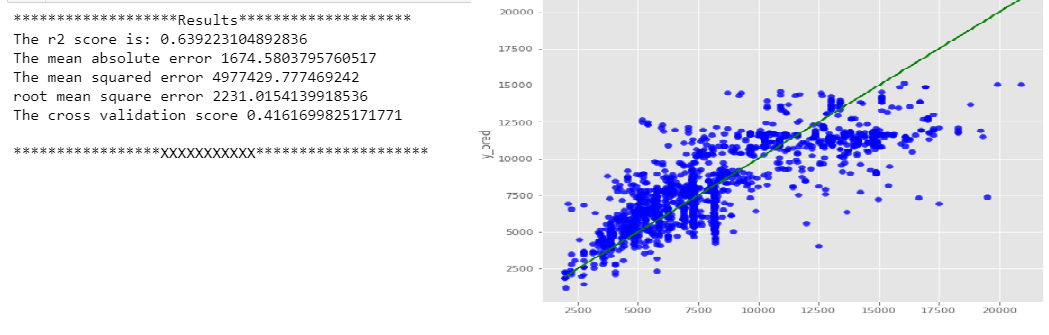 *******************Results********************
The r2 score is: 0.639223104892836
The mean absolute error 1674.5803795760517
The mean squared error 4977429.777469242
root mean square error 2231.0154139918536
The cross validation score 0.4161699825171771
*****************XXXXXXXXXXX********************
20000
17500
15000
12500
10000
7500
5000
2500
y_pred
2500
5000
7500
10000
12500
15000
17500
20000